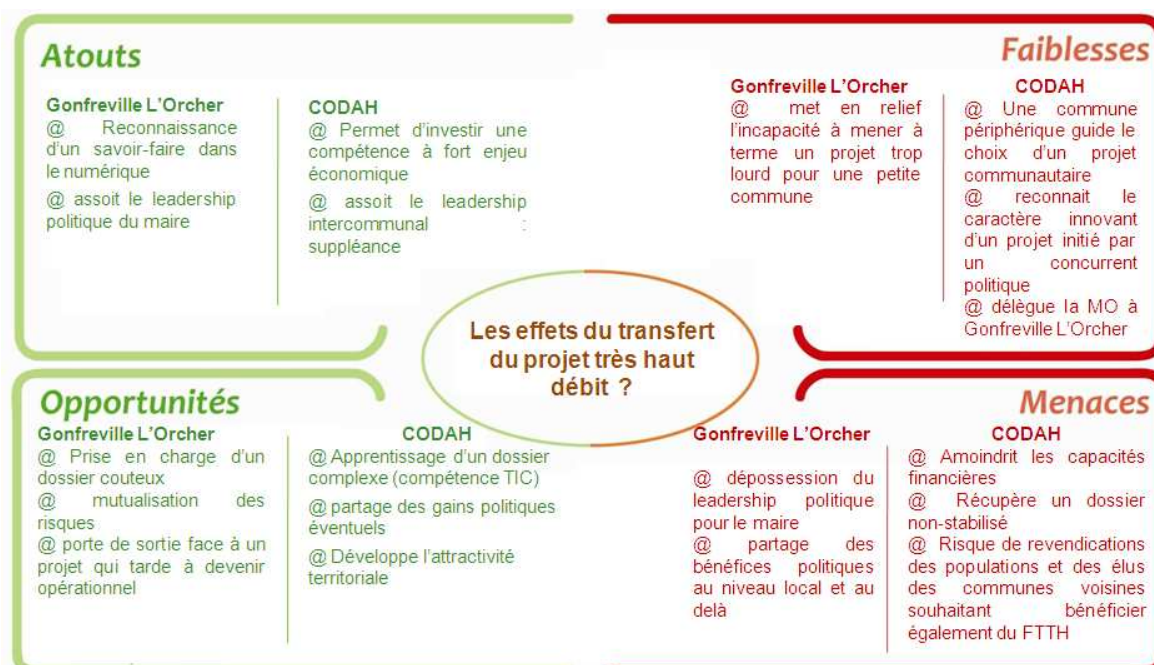 Atouts
Gonfreville L'Orcher
@ Reconnaissance
d'un savoir-faire dans
le numérique
@ assoit le leadership
politique du maire
CODAH
@ Permet d'investir une
compétence à fort enjeu
économique
@ assoit le leadership
intercommunal :
suppléance
Faiblesses
Gonfreville L'Orcher
@ met en relief
l'incapacité à mener à
terme un projet trop
lourd pour une petite
commune
CODAH
@ Une commune
périphérique guide le
choix d'un projet
communautaire
@ reconnait le
caractère innovant
d'un projet initié par
un concurrent
politique
@ délègue la MO à
Gonfreville L'Orcher
Les effets du transfert
du projet très haut
débit ?
Opportunités
Gonfreville L'Orcher
@ Prise en charge d'un
dossier couteux
@ mutualisation des
risques
@ porte de sortie face à un
projet qui tarde à devenir
opérationnel
CODAH
@ Apprentissage d'un dossier
complexe (compétence TIC)
@ partage des gains politiques
éventuels
@ Développe l'attractivité
territoriale
Menaces
Gonfreville L'Orcher
@ dépossession du
leadership politique
pour le maire
@ partage des
bénéfices politiques
au niveau local et au
delà
CODAH
@ Amoindrit les capacités
financières
@ Récupère un dossier
non-stabilisé
@ Risque de revendications
des populations et des élus
des communes voisines
souhaitant bénéficier
également du FTTH